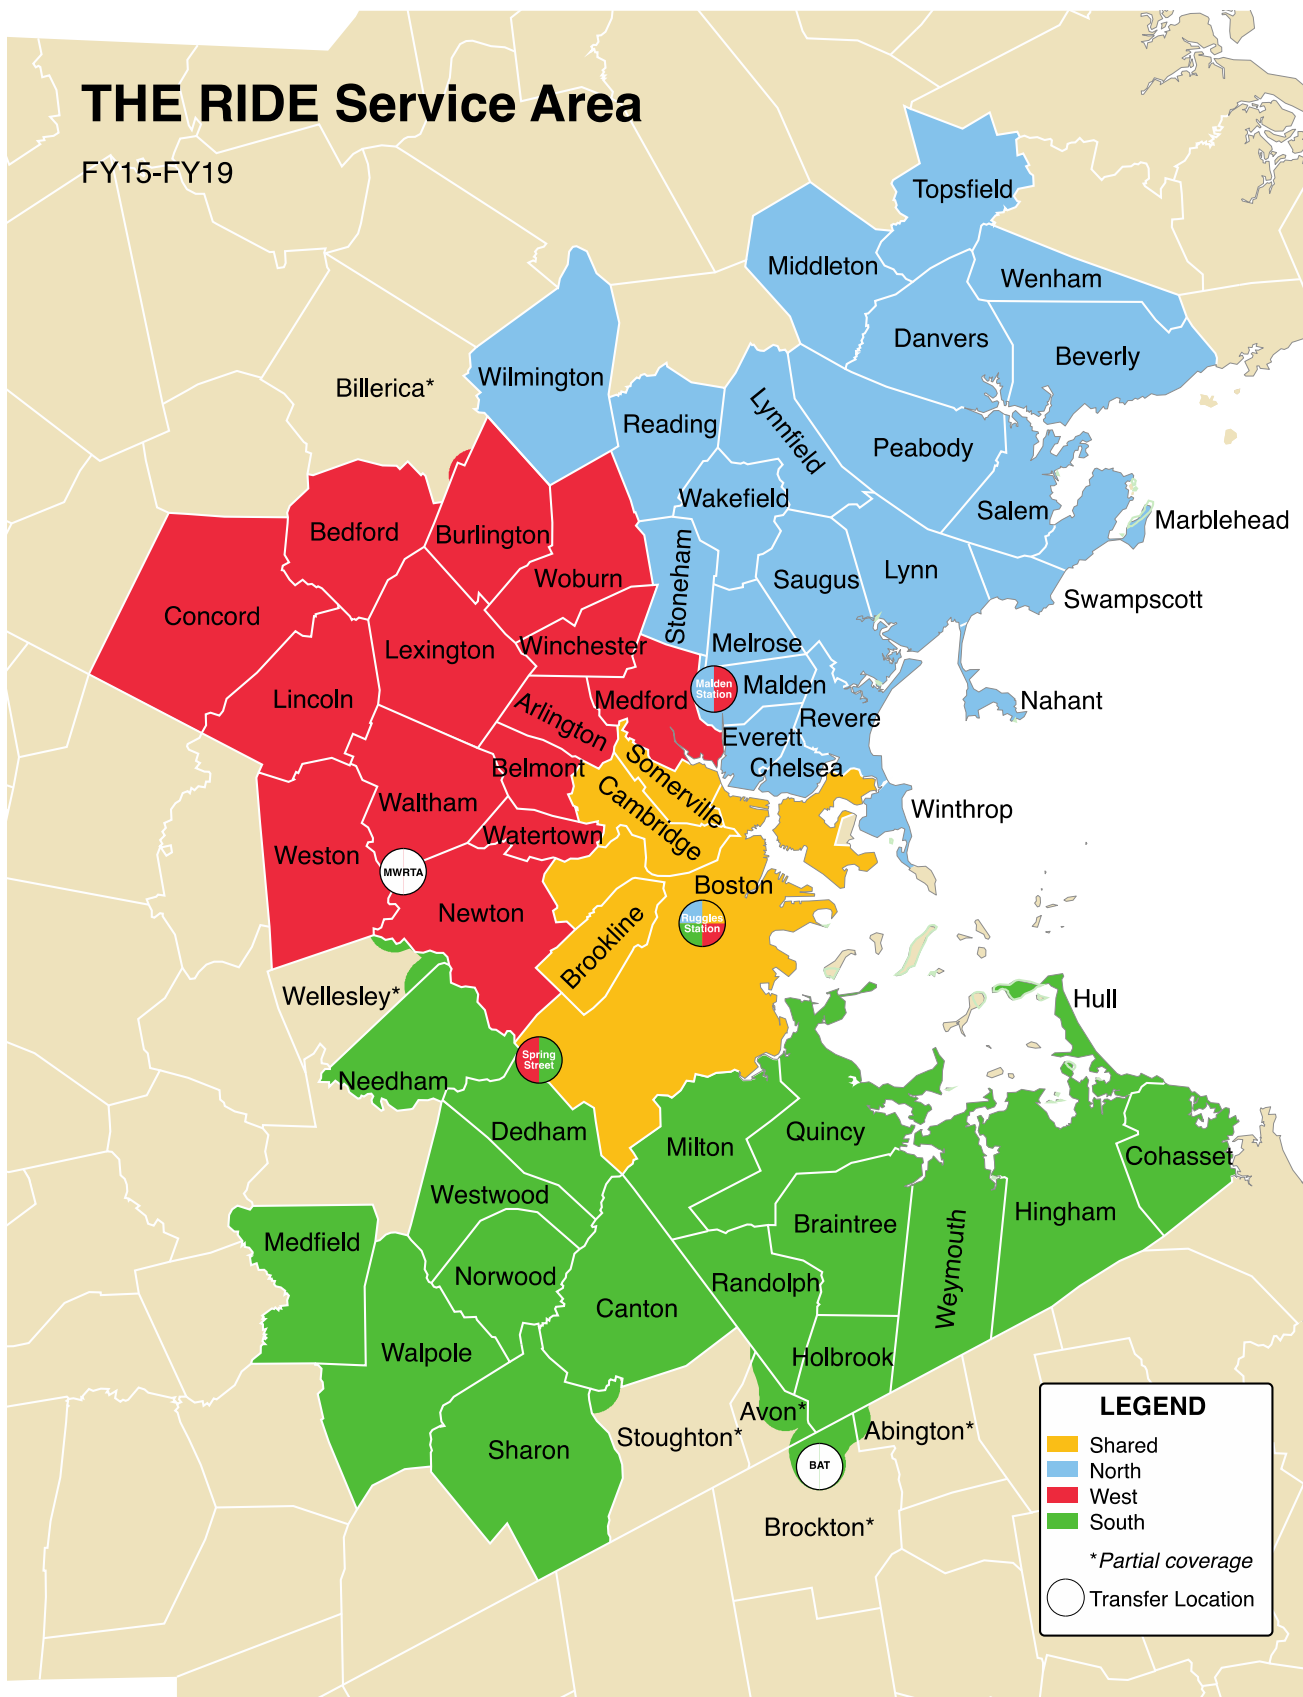 THE RIDE Service Area
FY15-FY19
Topsfield
Middleton
Wenham
Danvers
Beverly
Billerica*
Wilmington
Reading
Lynnfield
Peabody
Wakefield
Salem
Marblehead
Bedford
Burlington
Woburn
Stoneham
Saugus
Lynn
Swampscott
Concord
Lexington
Winchester
Melrose
Lincoln
Arlington
Medford
Malden
Station
Malden
Nahant
Revere
Everett
Belmont
Somerville
Chelsea
Waltham
Cambridge
Winthrop
Watertown
Weston
MWRTA
Boston
Newton
Brookline
Ruggles
Station
Wellesley*
Hull
Spring
Street
Needham
Dedham
Milton
Quincy
Cohasset
Westwood
Medfield
Braintree
Weymouth
Hingham
Norwood
Randolph
Canton
Walpole
Holbrook
Avon*
Abington*
Stoughton*
Sharon
BAT
Brockton*
LEGEND
Shared
North
West
South
*Partial coverage
Transfer Location